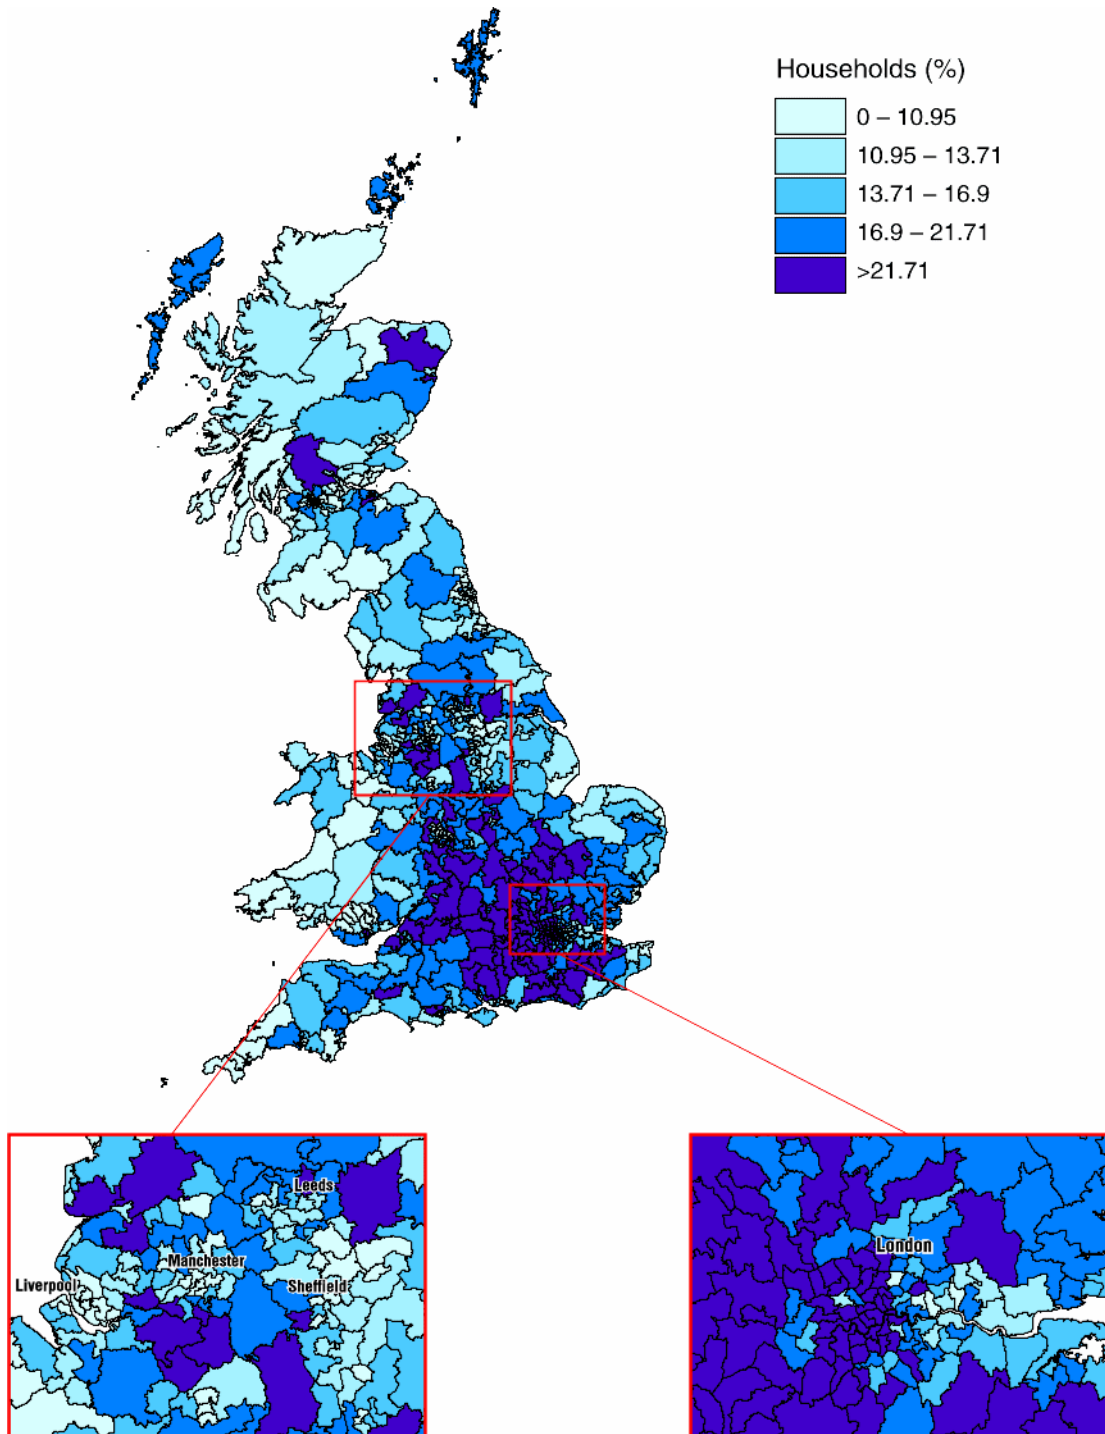 Households (%)
0 – 10.95
10.95 – 13.71
13.71 – 16.9
16.9 – 21.71
>21.71
Leeds
Manchester
Liverpool
Sheffield
London